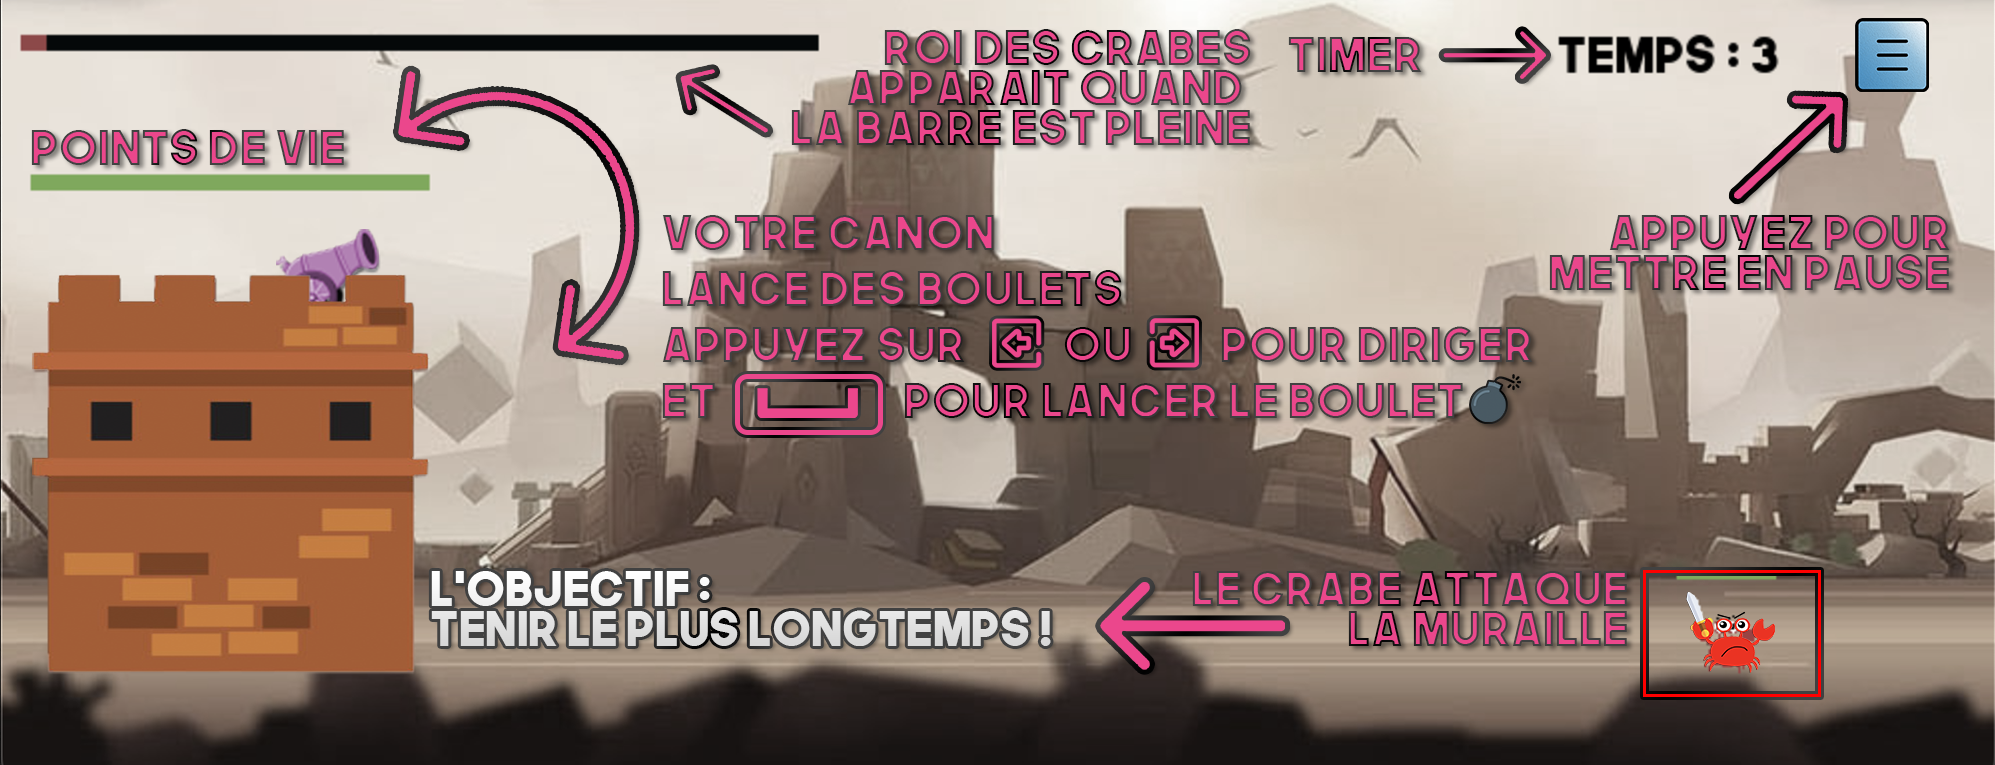 ROI DES CRABES
APPARAIT QUAND
LA BARRE EST PLEINE
TIMER
TEMPS : 3
POINTS DE VIE
APPUYEZ POUR
METTRE EN PAUSE
VOTRE CANON
LANCE DES BOULETS
APPUYEZ SUR OU POUR DIRIGER
ET POUR LANCER LE BOULET
L'OBJECTIF :
TENIR LE PLUS LONGTEMPS !
LE CRABE ATTAQUE
LA MURAILLE